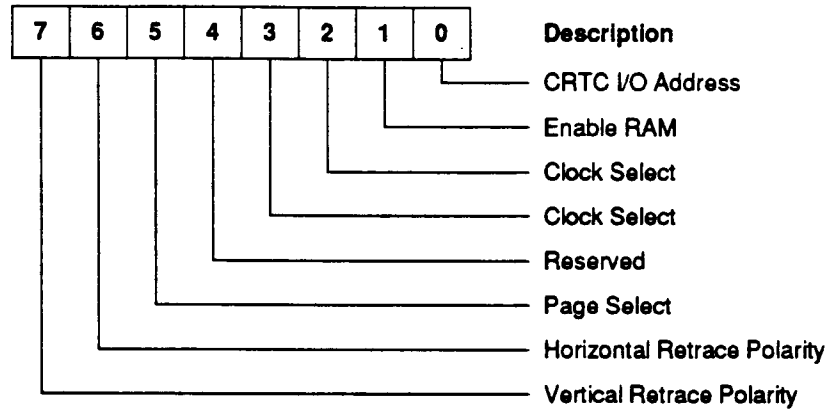 7 6 5 4 3 2 1 0 Description
CRTC I/O Address
Enable RAM
Clock Select
Clock Select
Reserved
Page Select
Horizontal Retrace Polarity
Vertical Retrace Polarity